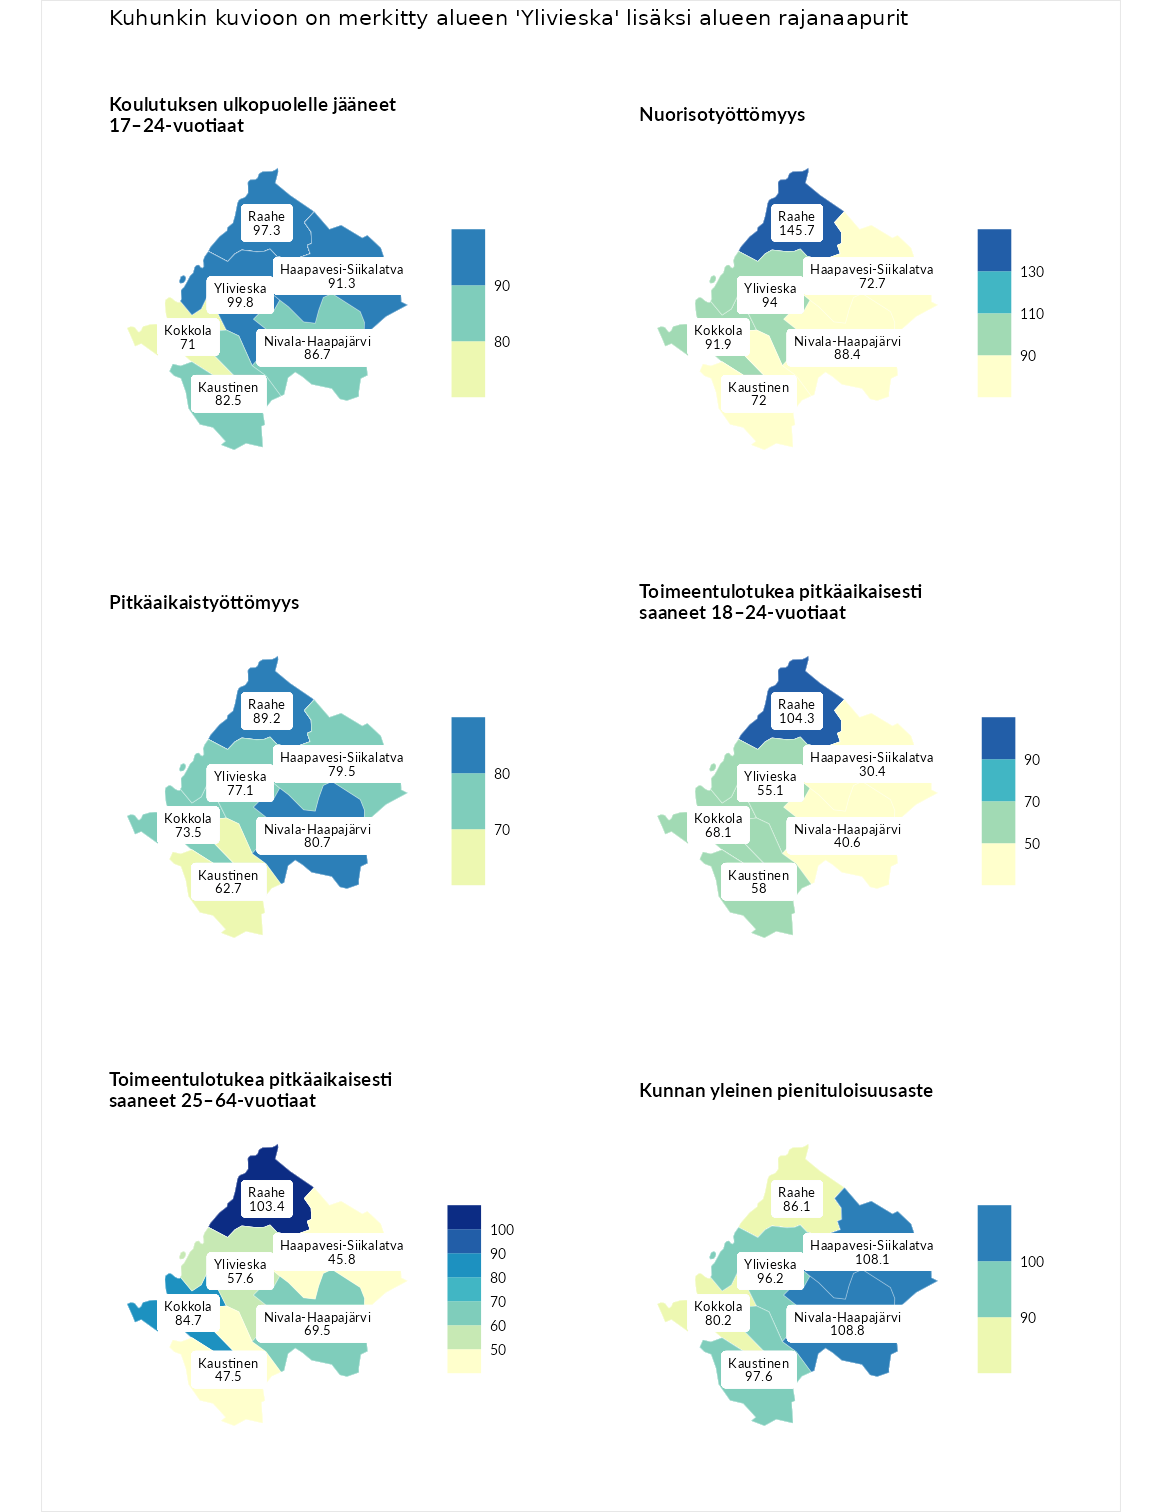 Kuhunkin kuvioon on merkitty alueen 'Ylivieska' lisäksi alueen rajanaapurit
Koulutuksen ulkopuolelle jääneet
17–24-vuotiaat
Raahe
97.3
Haapavesi-Siikalatva
91.3
Ylivieska
99.8
Kokkola
71
Nivala-Haapajärvi
86.7
Kaustinen
82.5
90
80
Nuorisotyöttömyys
Raahe
145.7
Haapavesi-Siikalatva
72.7
Ylivieska
94
Kokkola
91.9
Nivala-Haapajärvi
88.4
Kaustinen
72
130
110
90
Pitkäaikaistyöttömyys
Raahe
89.2
Haapavesi-Siikalatva
79.5
Ylivieska
77.1
Kokkola
73.5
Nivala-Haapajärvi
80.7
Kaustinen
62.7
80
70
Toimeentulotukea pitkäaikaisesti
saaneet 18–24-vuotiaat
Raahe
104.3
Haapavesi-Siikalatva
30.4
Ylivieska
55.1
Kokkola
68.1
Nivala-Haapajärvi
40.6
Kaustinen
58
90
70
50
Toimeentulotukea pitkäaikaisesti
saaneet 25–64-vuotiaat
Raahe
103.4
Haapavesi-Siikalatva
45.8
Ylivieska
57.6
Kokkola
84.7
Nivala-Haapajärvi
69.5
Kaustinen
47.5
100
90
80
70
60
50
Kunnan yleinen pienituloisuusaste
Raahe
86.1
Haapavesi-Siikalatva
108.1
Ylivieska
96.2
Kokkola
80.2
Nivala-Haapajärvi
108.8
Kaustinen
97.6
100
90